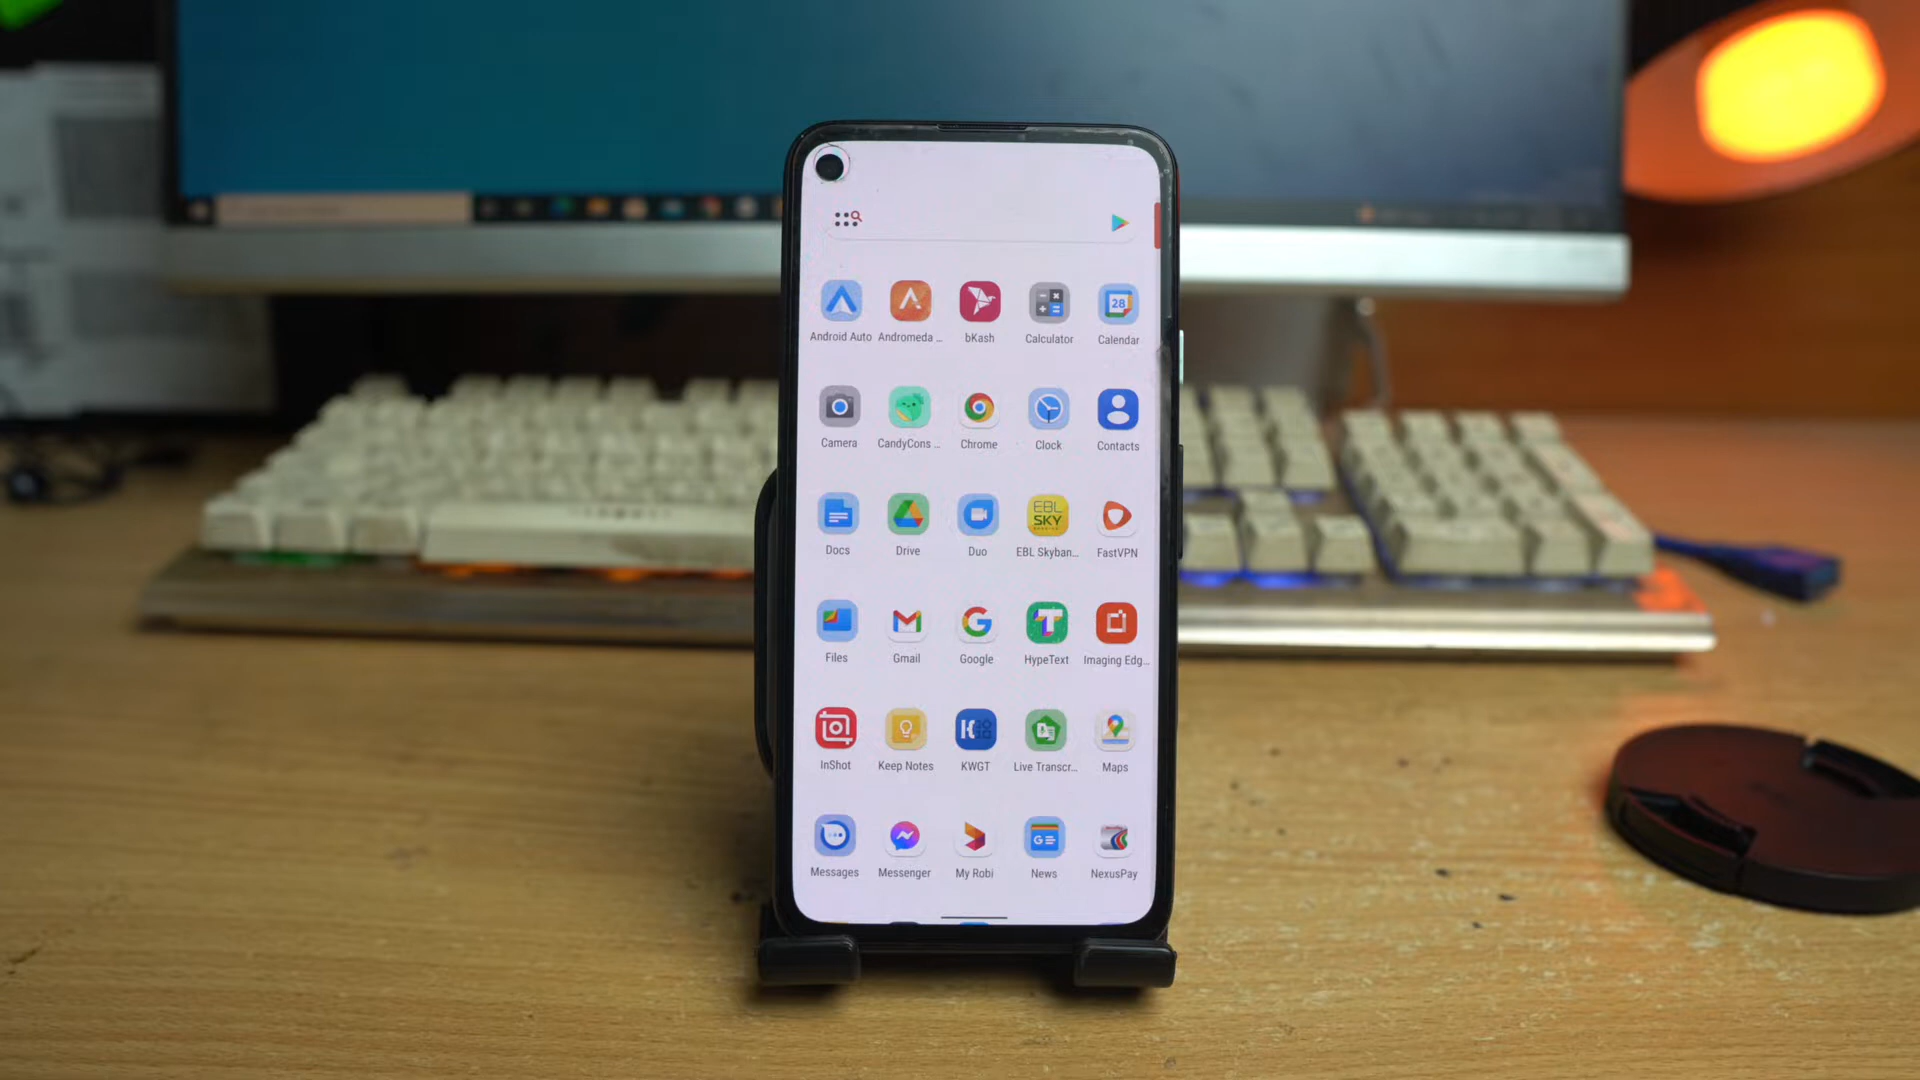 Android Auto Andromeda ... bKash Calculator Calendar
28
Camera CandyCons ... Chrome Clock Contacts
EBL
SKY
Docs Drive Duo EBL Skyban... FastVPN
Files Gmail Google HypeText Imaging Edg...
InShot Keep Notes KWGT Live Transcr... Maps
Messages Messenger My Robi News NexusPay